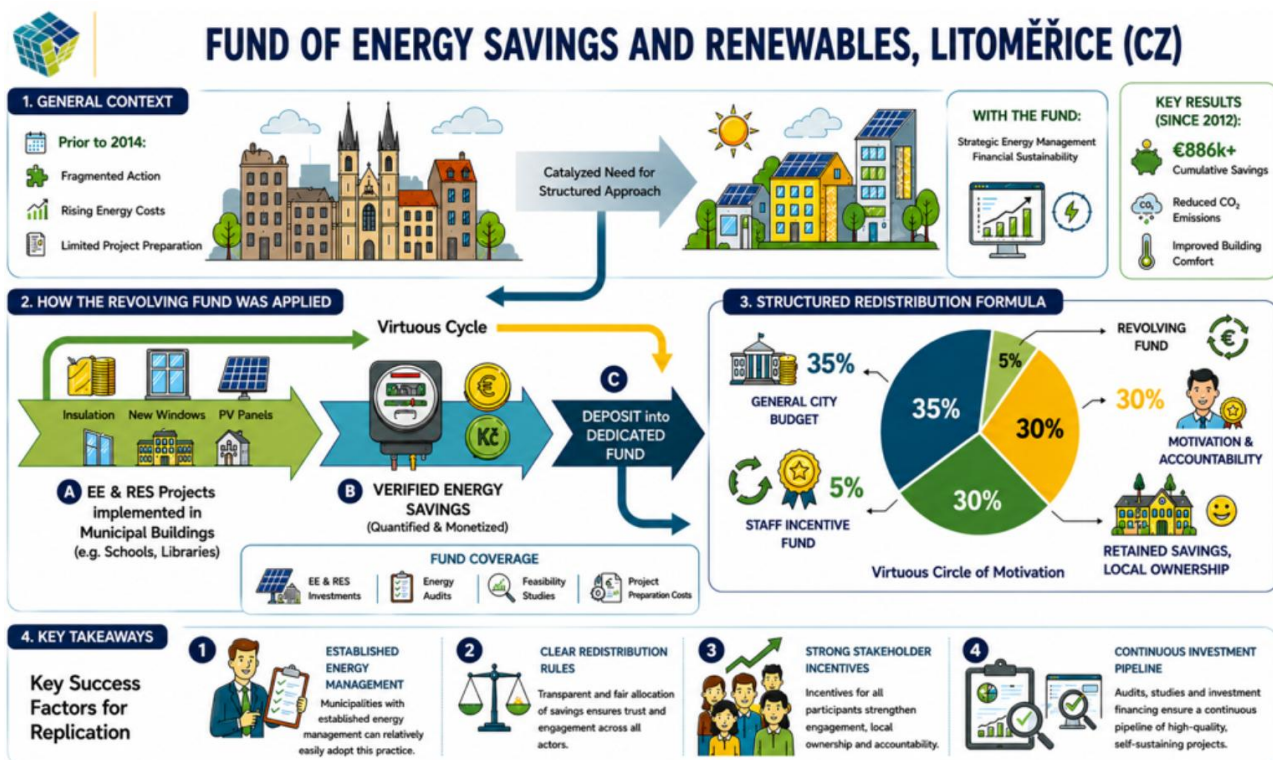 FUND OF ENERGY SAVINGS AND RENEWABLES, LITOMĚŘICE (CZ)
1. GENERAL CONTEXT
Prior to 2014:
Fragmented Action
Rising Energy Costs
Limited Project Preparation
Catalyzed Need for
Structured Approach
WITH THE FUND:
Strategic Energy Management
Financial Sustainability
KEY RESULTS
(SINCE 2012):
€886k+
Cumulative Savings
CO₂
Reduced CO₂
Emissions
Improved Building
Comfort
2. HOW THE REVOLVING FUND WAS APPLIED
Virtuous Cycle
Insulation
New Windows
PV Panels
A EE & RES Projects
implemented in
Municipal Buildings
(e.g. Schools, Libraries)
€
Kč
B VERIFIED ENERGY
SAVINGS
(Quantified & Monetized)
C
DEPOSIT into
DEDICATED
FUND
FUND COVERAGE
EE & RES
Investments
Energy
Audits
Feasibility
Studies
Project
Preparation Costs
3. STRUCTURED REDISTRIBUTION FORMULA
35%
GENERAL CITY
BUDGET
5%
STAFF INCENTIVE
FUND
35%
5%
30%
30%
REVOLVING
FUND
€
30%
MOTIVATION &
ACCOUNTABILITY
RETAINED SAVINGS,
LOCAL OWNERSHIP
Virtuous Circle of Motivation
4. KEY TAKEAWAYS
Key Success
Factors for
Replication
1
ESTABLISHED
ENERGY
MANAGEMENT
Municipalities with
established energy
management can relatively
easily adopt this practice.
2
CLEAR REDISTRIBUTION
RULES
Transparent and fair allocation
of savings ensures trust and
engagement across all
actors.
3
STRONG STAKEHOLDER
INCENTIVES
Incentives for all
participants strengthen
engagement, local
ownership and accountability.
4
CONTINUOUS INVESTMENT
PIPELINE
Audits, studies and investment
financing ensure a continuous
pipeline of high-quality,
self-sustaining projects.